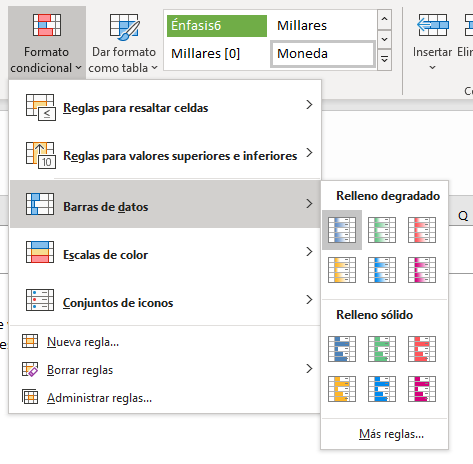 Énfasis6 Millares
Formato condicional
Dar formato como tabla
Millares [0] Moneda
Insertar Elin
Reglas para resaltar celdas
Reglas para valores superiores e inferiores
Barras de datos
Relleno degradado
Q
Escalas de color
Conjuntos de iconos
Relleno sólido
Nueva regla...
Borrar reglas
Administrar reglas...
Más reglas...